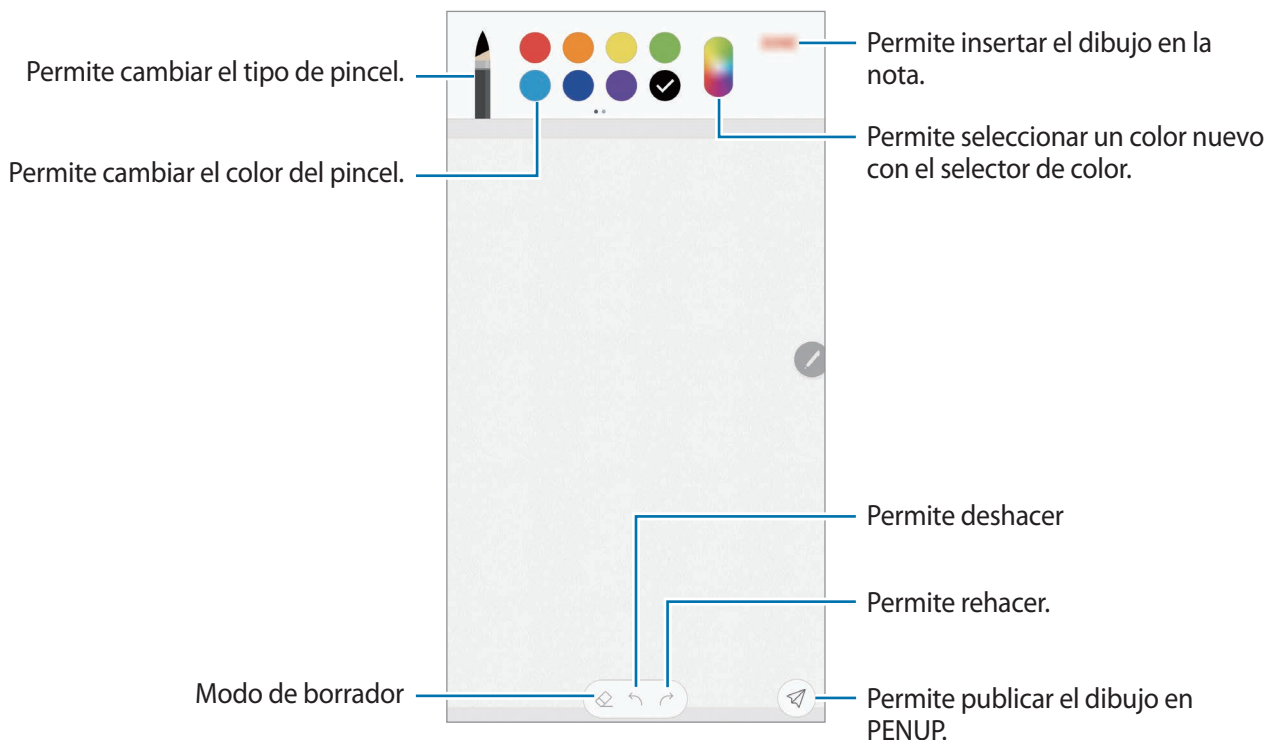 Permite cambiar el tipo de pincel.
Permite insertar el dibujo en la
nota.
Permite seleccionar un color nuevo
con el selector de color.
Permite cambiar el color del pincel.
Permite deshacer
Permite rehacer.
Modo de borrador
Permite publicar el dibujo en
PENUP.